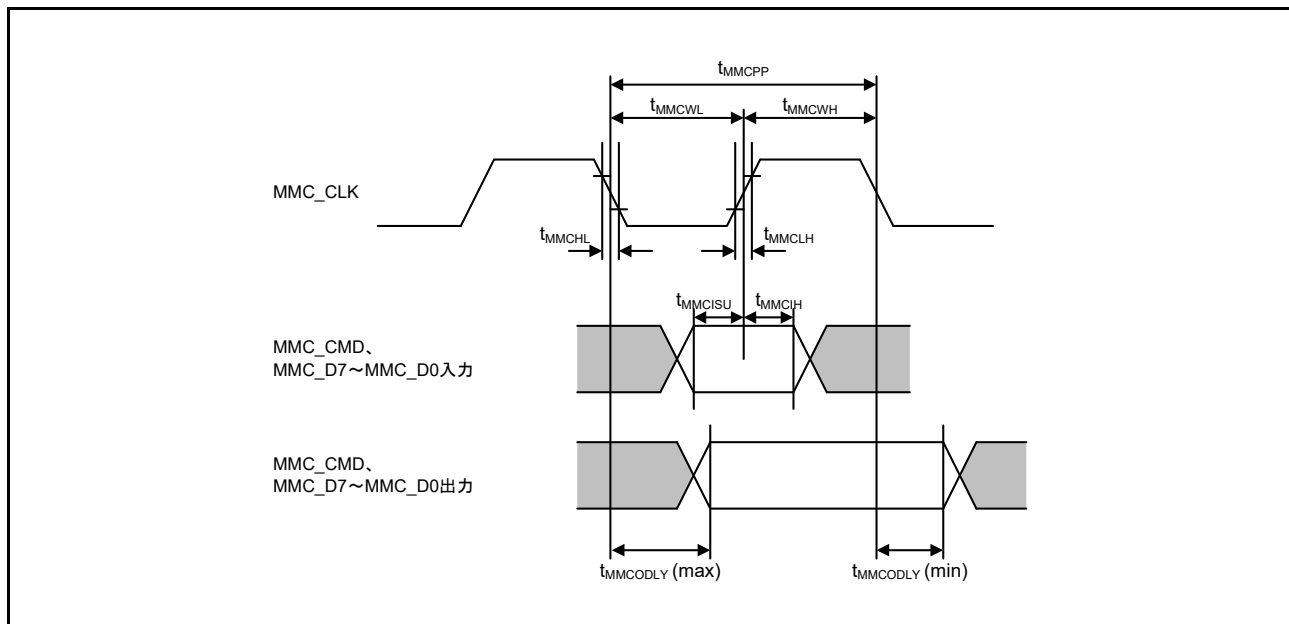 tMMCPP
tMMCWL
tMMCWH
MMC_CLK
tMMCHL
tMMCLH
tMMCISU
tMMCIH
MMC_CMD、
MMC_D7～MMC_D0入力
MMC_CMD、
MMC_D7～MMC_D0出力
tMMCODLY (max)
tMMCODLY (min)